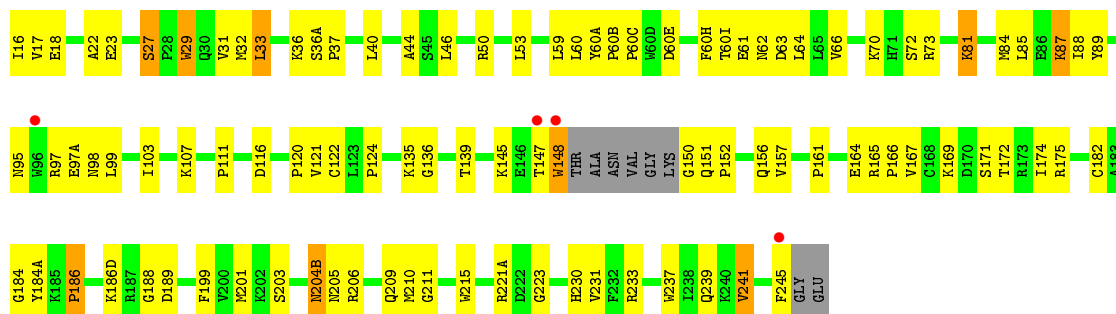 I16 V17 E18 A22 E23 S27 P28 W29 Q30 V31 M32 L33 K36 S36A P37 L40 A44 S45 L46 R50 L53 L59 L60 Y60A P60B P60C W60D D60E F60H T60I E61 N62 D63 L64 L65 V66 K70 H71 S72 R73 K81 M84 L85 E86 K87 I88 Y89
N95 W96 R97 E97A N98 L99 I103 K107 P111 D116 P120 V121 C122 L123 P124 K135 G136 T139 K145 E146 T147 W148 THR ALA ASN VAL GLY LYS G150 Q151 P152 Q156 V157 P161 E164 R165 P166 V167 C168 K169 D170 S171 T172 R173 I174 R175 C182 A183
G184 Y184A K185 P186 K186D R187 G188 D189 F199 V200 M201 K202 S203 N204B N205 R206 Q209 M210 G211 W215 R221A D222 G223 H230 V231 F232 R233 W237 I238 Q239 K240 V241 F245 GLY GLU